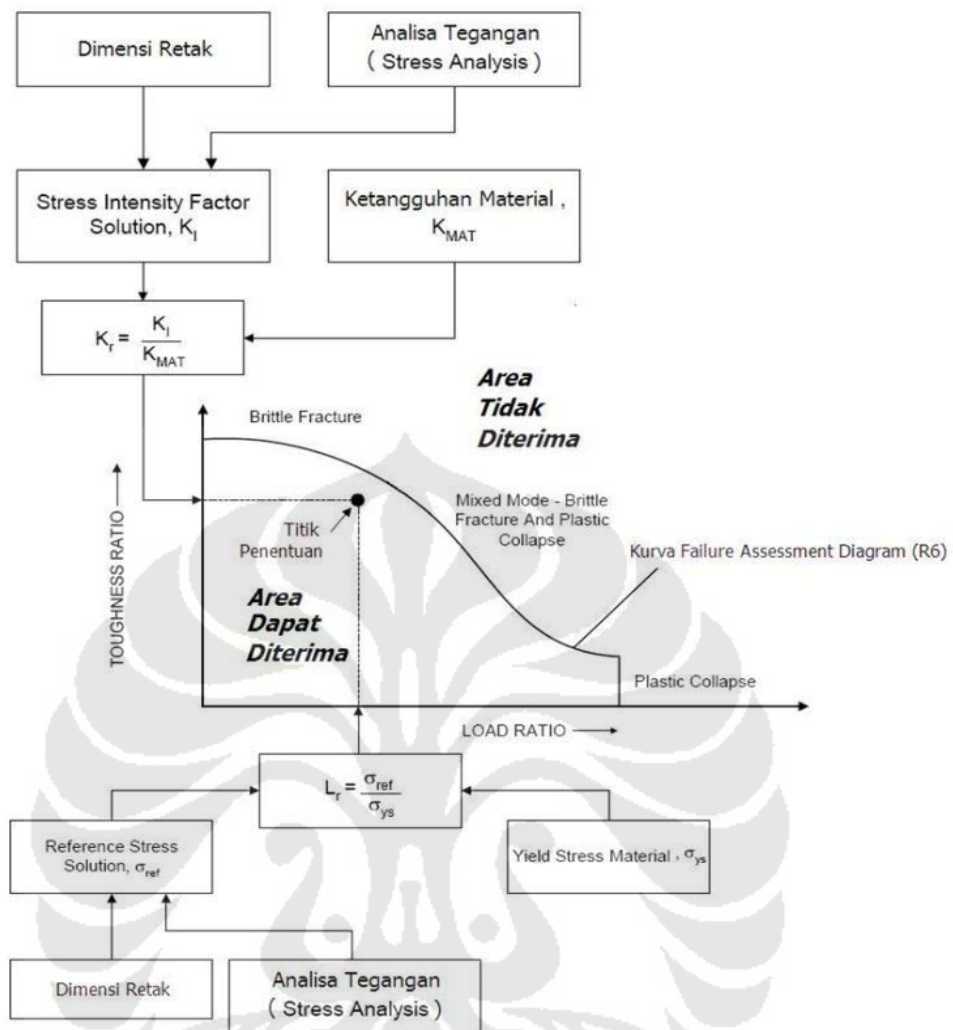 Dimensi Retak
Analisa Tegangan
( Stress Analysis )
Stress Intensity Factor
Solution, K_I
Ketangguhan Material ,
K_MAT
K_r = K_I / K_MAT
Area
Tidak
Diterima
Brittle Fracture
Mixed Mode - Brittle
Fracture And Plastic
Collapse
Titik
Penentuan
Kurva Failure Assessment Diagram (R6)
TOUGHNESS RATIO
Area
Dapat
Diterima
Plastic Collapse
LOAD RATIO
L_r = σ_ref / σ_ys
Reference Stress
Solution, σ_ref
Yield Stress Material , σ_ys
Dimensi Retak
Analisa Tegangan
( Stress Analysis )